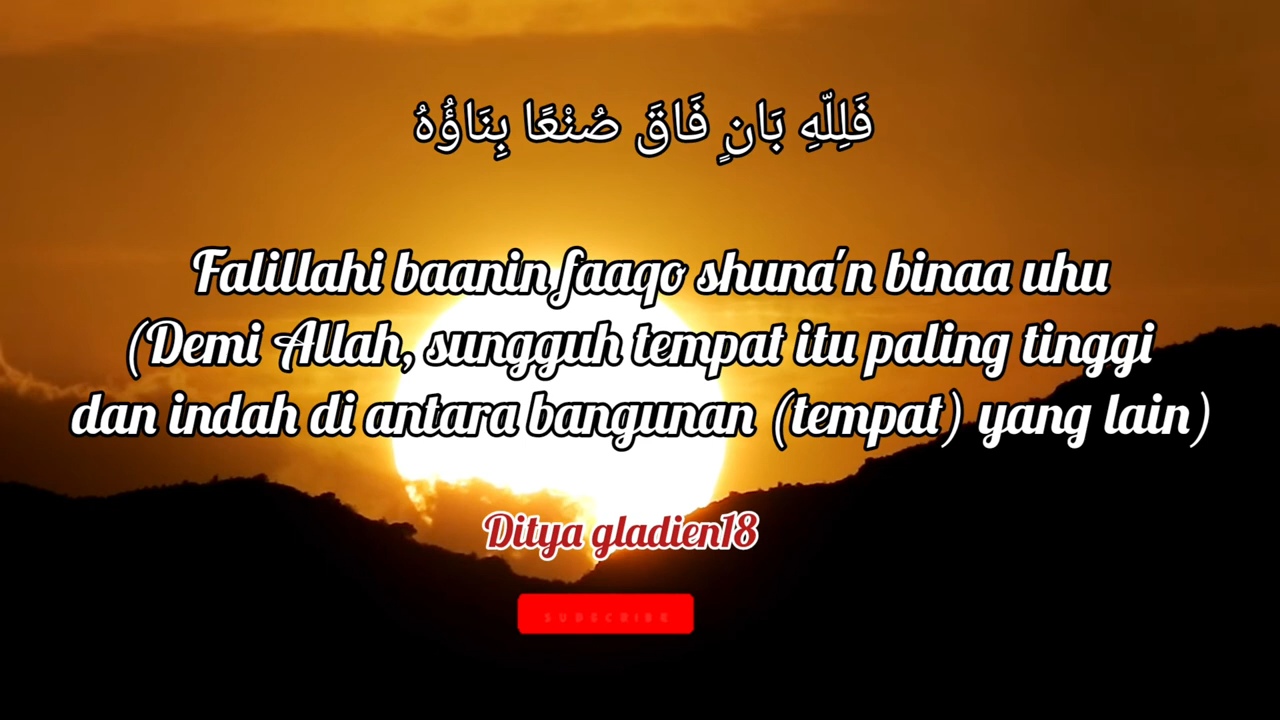 فَلِلّٰهِ بَانٍ فَاقَ صُنْعًا بِنَاؤُهُ
Falillahi baanin faaqo shuna'n binaa uhu
(Demi Allah, sungguh tempat itu paling tinggi
dan indah di antara bangunan (tempat) yang lain)
Ditya gladien18
SUBSCRIBE